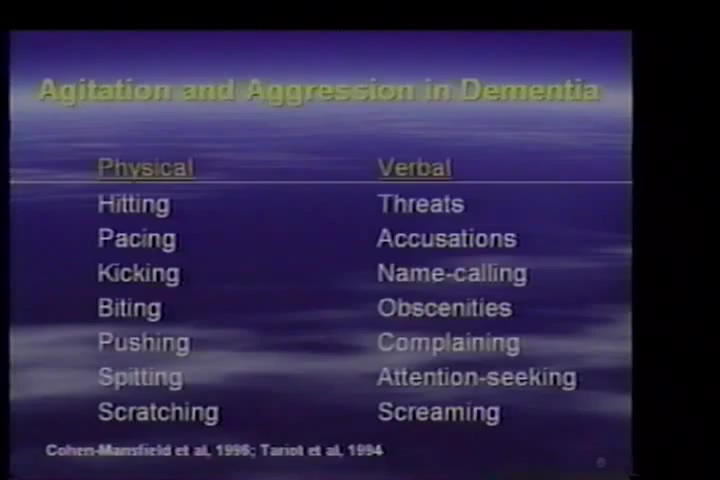 Agitation and Aggression in Dementia
Physical Verbal
Hitting Threats
Pacing Accusations
Kicking Name-calling
Biting Obscenities
Pushing Complaining
Spitting Attention-seeking
Scratching Screaming
Cohen-Mansfield et al, 1996; Tariot et al, 1994